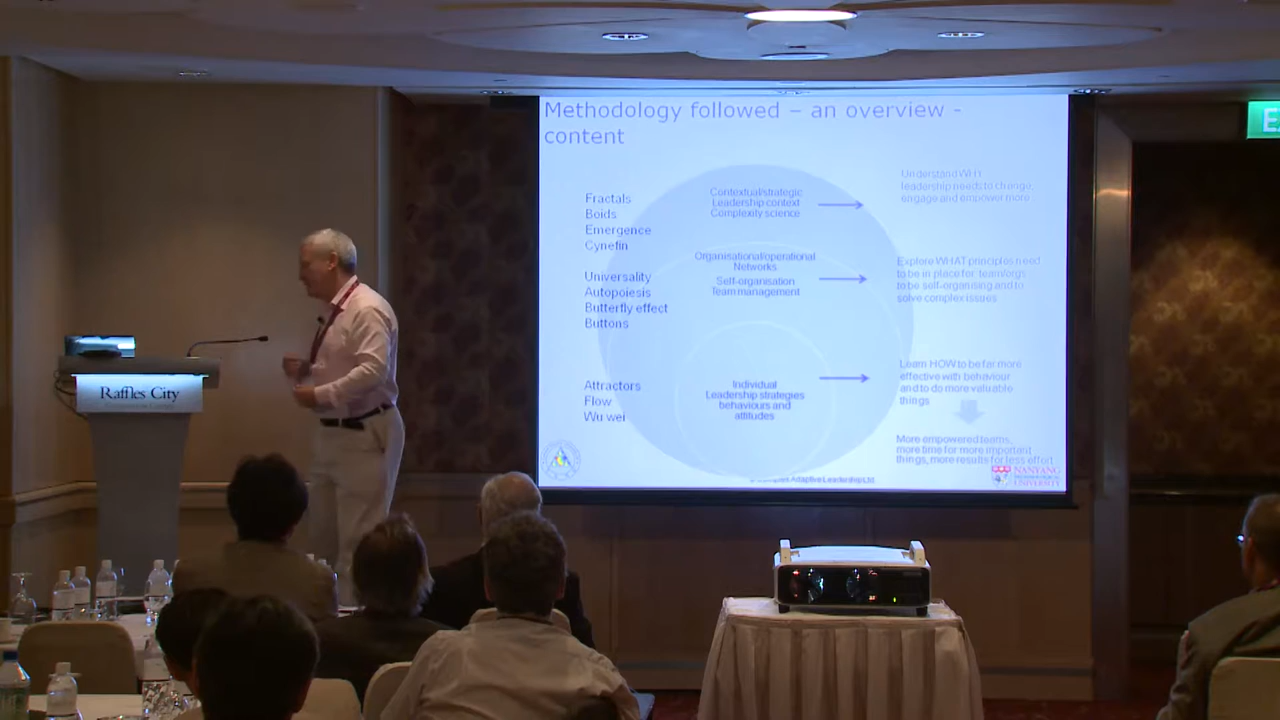 Methodology followed – an overview -
content
Fractals
Boids
Emergence
Cynefin
Universality
Autopoiesis
Butterfly effect
Buttons
Attractors
Flow
Wu wei
Contextual/strategic
Leadership context
Complexity science
Organisational/operational
Networks
Self-organisation
Team management
Individual
Leadership strategies
behaviours and
attitudes
Understand WHY
leadership needs to change,
engage and empower more
Explore WHAT principles need
to be in place for team/orgs
to be self-organising and to
solve complex issues
Learn HOW to be far more
effective with behaviour
and to do more valuable
things
More empowered teams,
more time for more important
things, more results for less effort
Complex Adaptive Leadership Ltd
NANYANG
UNIVERSITY
Raffles City
E